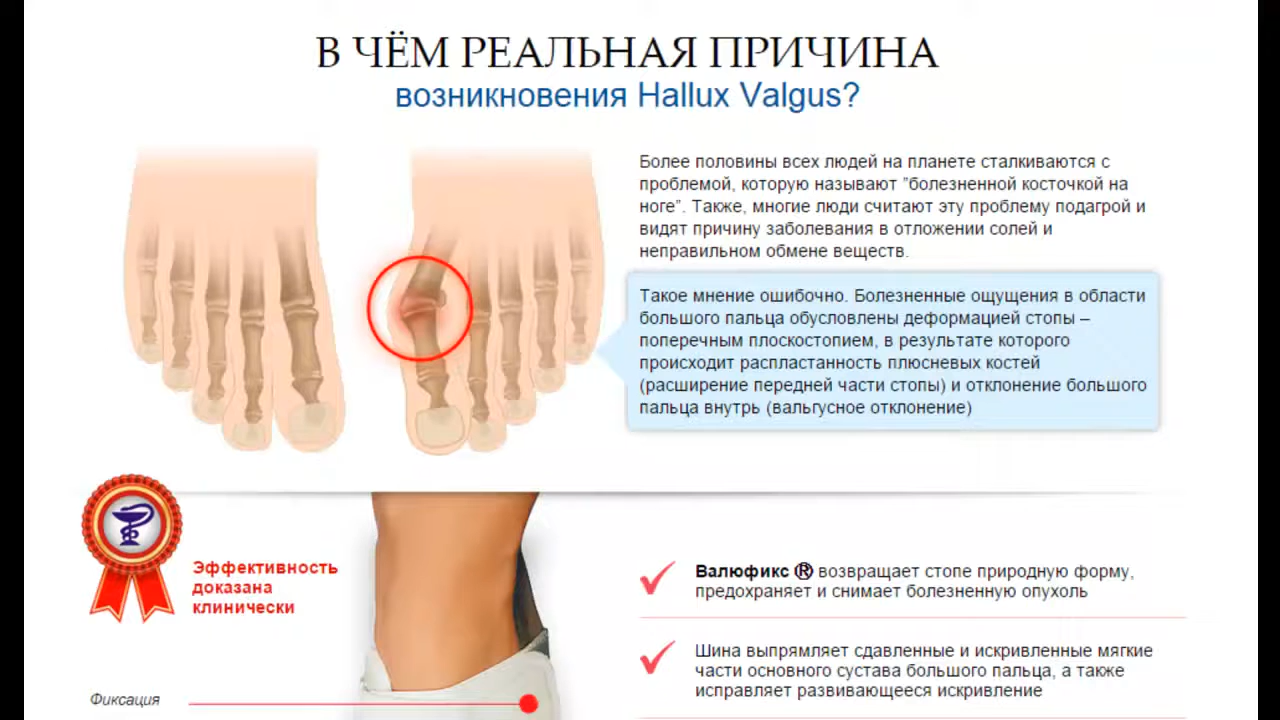 В ЧЁМ РЕАЛЬНАЯ ПРИЧИНА
возникновения Hallux Valgus?
Более половины всех людей на планете сталкиваются с
проблемой, которую называют "болезненной косточкой на
ноге". Также, многие люди считают эту проблему подагрой и
видят причину заболевания в отложении солей и
неправильном обмене веществ.
Такое мнение ошибочно. Болезненные ощущения в области
большого пальца обусловлены деформацией стопы –
поперечным плоскостопием, в результате которого
происходит распластанность плюсневых костей
(расширение передней части стопы) и отклонение большого
пальца внутрь (вальгусное отклонение)
Эффективность
доказана
клинически
Фиксация
Валюфикс ® возвращает стопе природную форму,
предохраняет и снимает болезненную опухоль
Шина выпрямляет сдавленные и искривленные мягкие
части основного сустава большого пальца, а также
исправляет развивающееся искривление